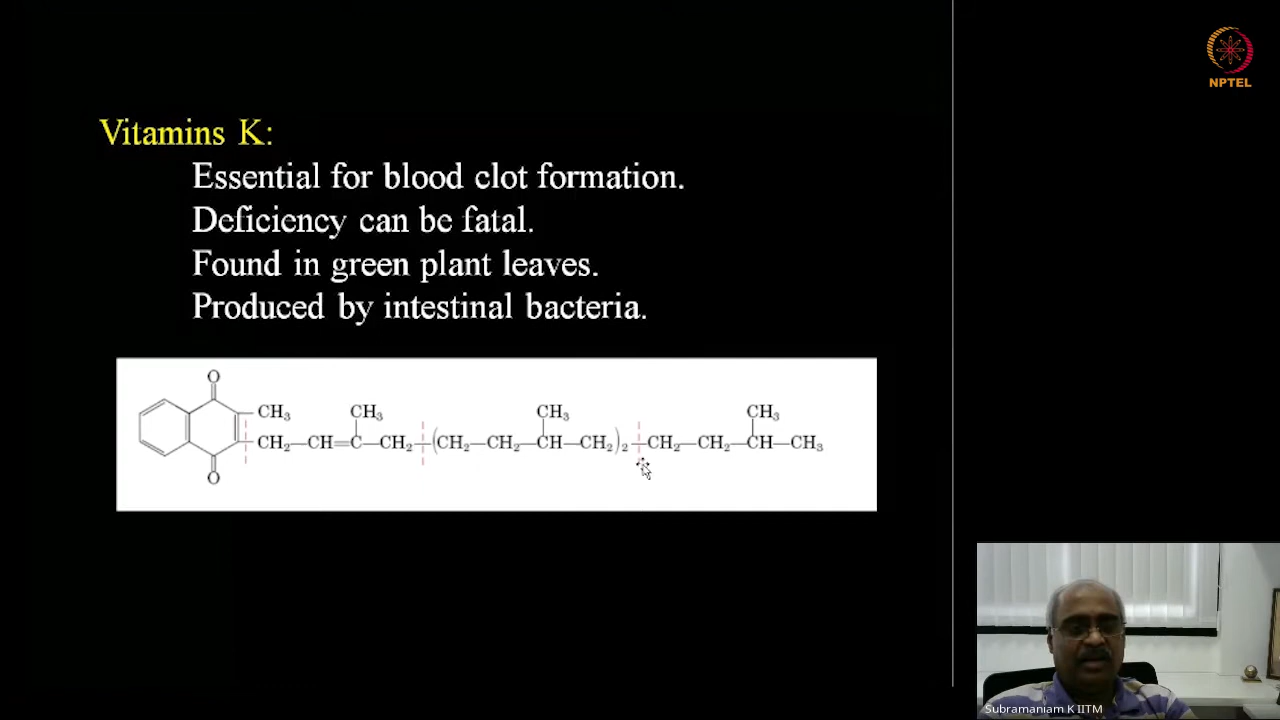 NPTEL
Vitamins K:
Essential for blood clot formation.
Deficiency can be fatal.
Found in green plant leaves.
Produced by intestinal bacteria.
O
CH₃ CH₃ CH₃ CH₃
CH₂—CH=C—CH₂—(CH₂—CH₂—CH—CH₂)₂—CH₂—CH₂—CH—CH₃
O
Subramaniam K IITM